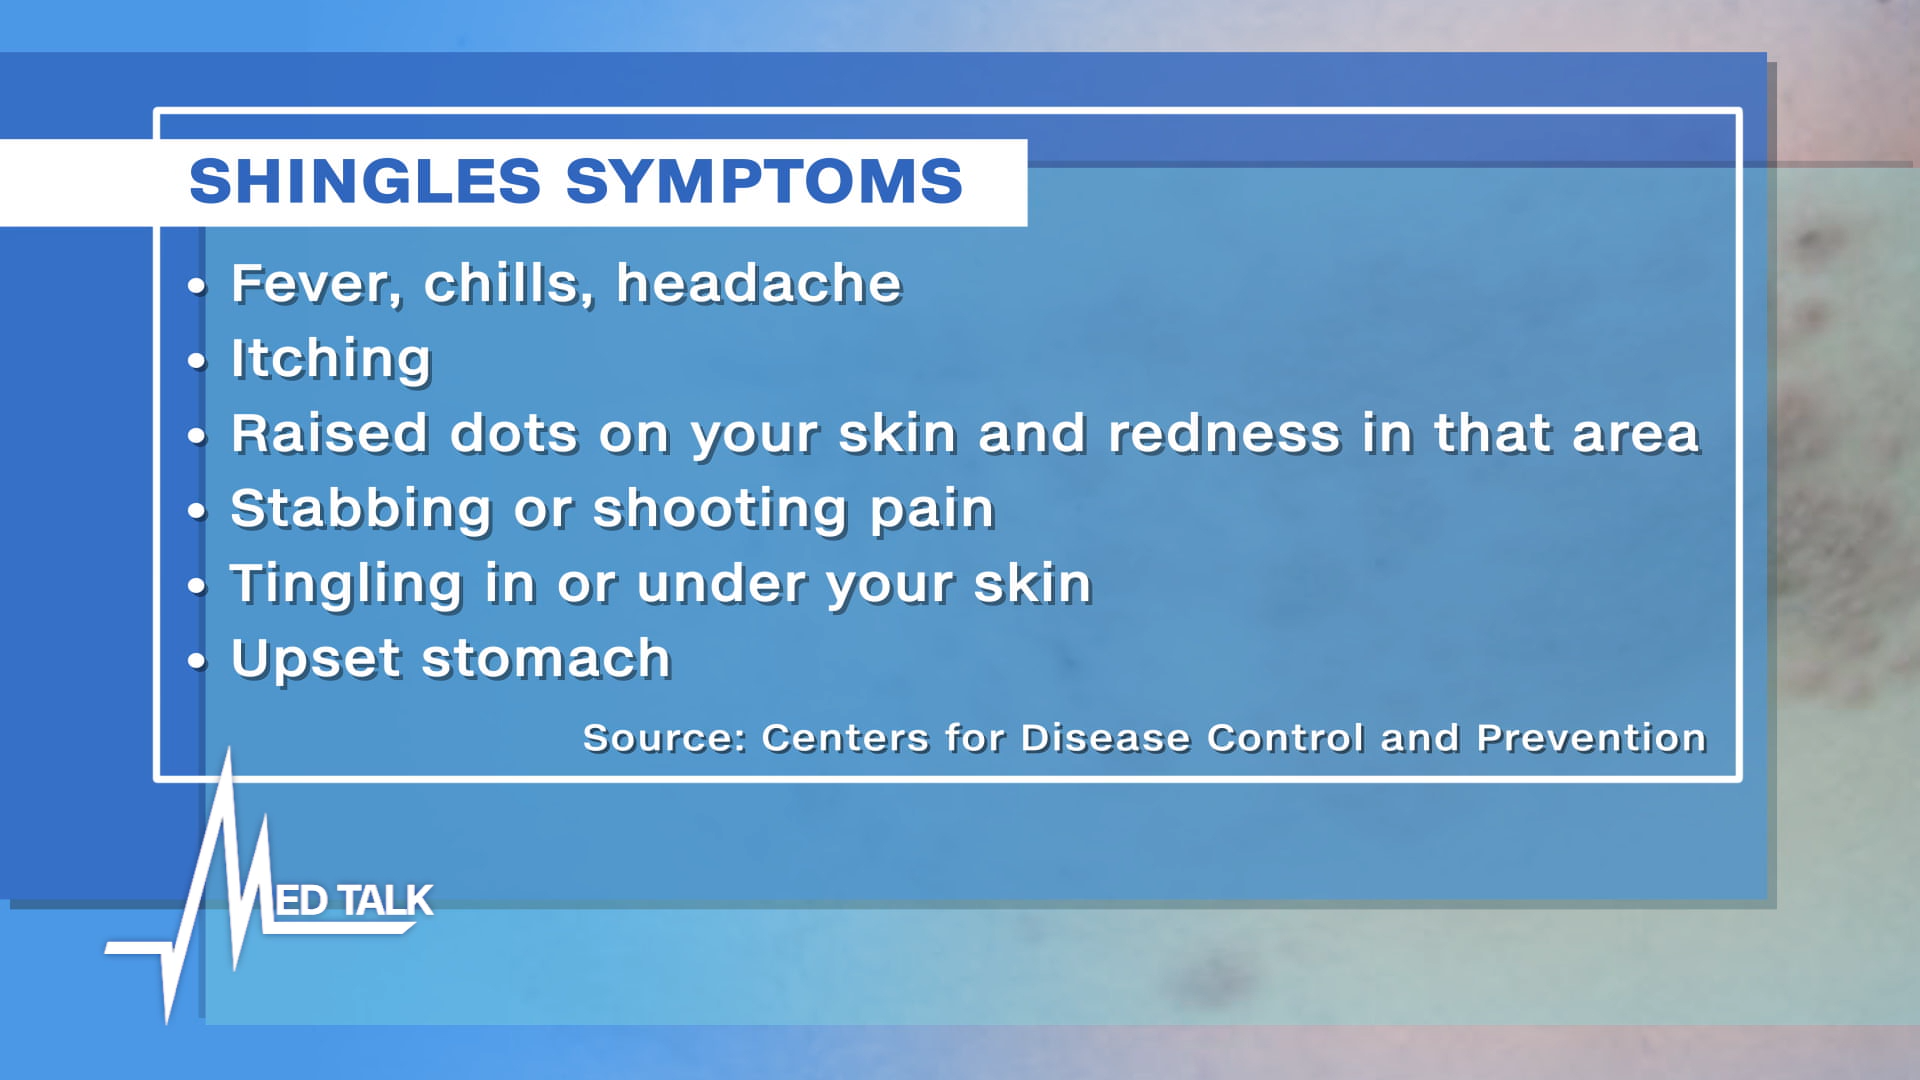 SHINGLES SYMPTOMS
• Fever, chills, headache
• Itching
• Raised dots on your skin and redness in that area
• Stabbing or shooting pain
• Tingling in or under your skin
• Upset stomach
Source: Centers for Disease Control and Prevention
MED TALK